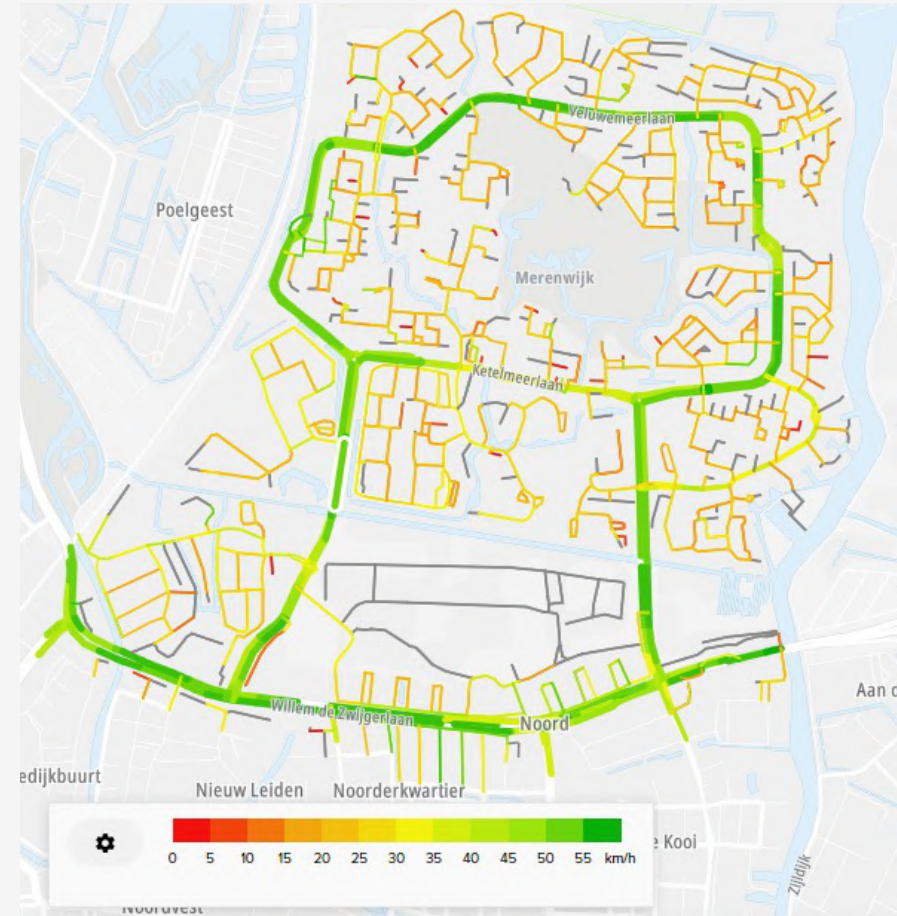 Veluwemeerlaan
Poelgeest
Merenwijk
Ketelmeerlaan
Aan d
Willem de Zwijgerlaan
Noord
edijkbuurt
Nieuw Leiden
Noorderkwartier
e Kooi
Zijldijk
0 5 10 15 20 25 30 35 40 45 50 55 km/h
Noordvest